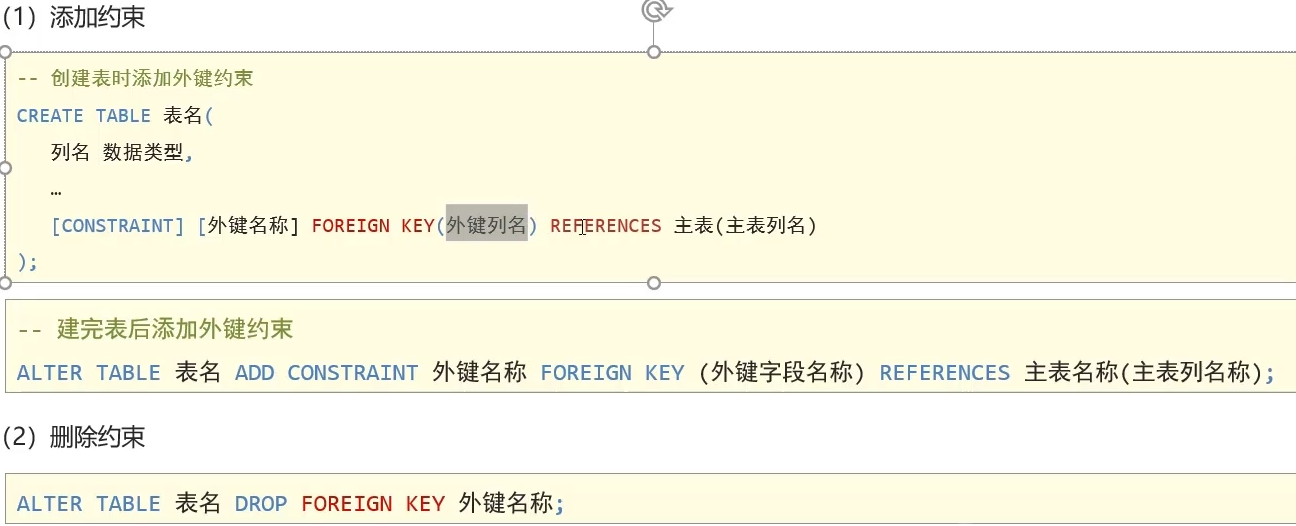 (1) 添加约束
-- 创建表时添加外键约束
CREATE TABLE 表名(
列名 数据类型,
…
[CONSTRAINT] [外键名称] FOREIGN KEY(外键列名) REFERENCES 主表(主表列名)
);
-- 建完表后添加外键约束
ALTER TABLE 表名 ADD CONSTRAINT 外键名称 FOREIGN KEY (外键字段名称) REFERENCES 主表名称(主表列名称);
(2) 删除约束
ALTER TABLE 表名 DROP FOREIGN KEY 外键名称;